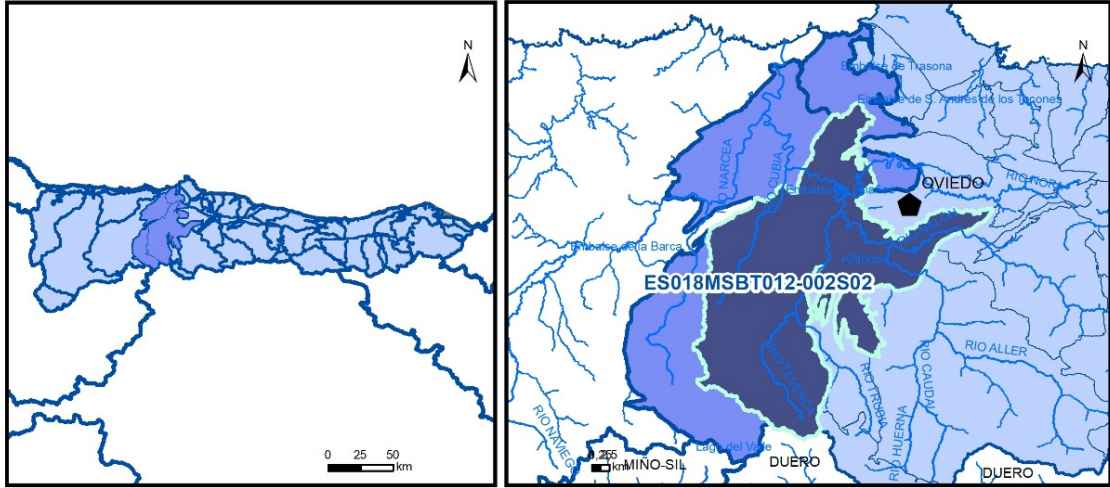 N
0 25 50
km
N
Embalse de Trasona
Embalse de S. Andrés de los Tacones
RIO NARCEA
OVIEDO
RIO NORA
Embalse de la Barca
ES018MSBT012-002S02
RIO TEVERGA
RIO TRUBIA
RIO CAUDAL
RIO ALLER
RIO HUERNA
RIO NAVIEGO
Lago del Valle
km
MIÑO-SIL
DUERO
DUERO